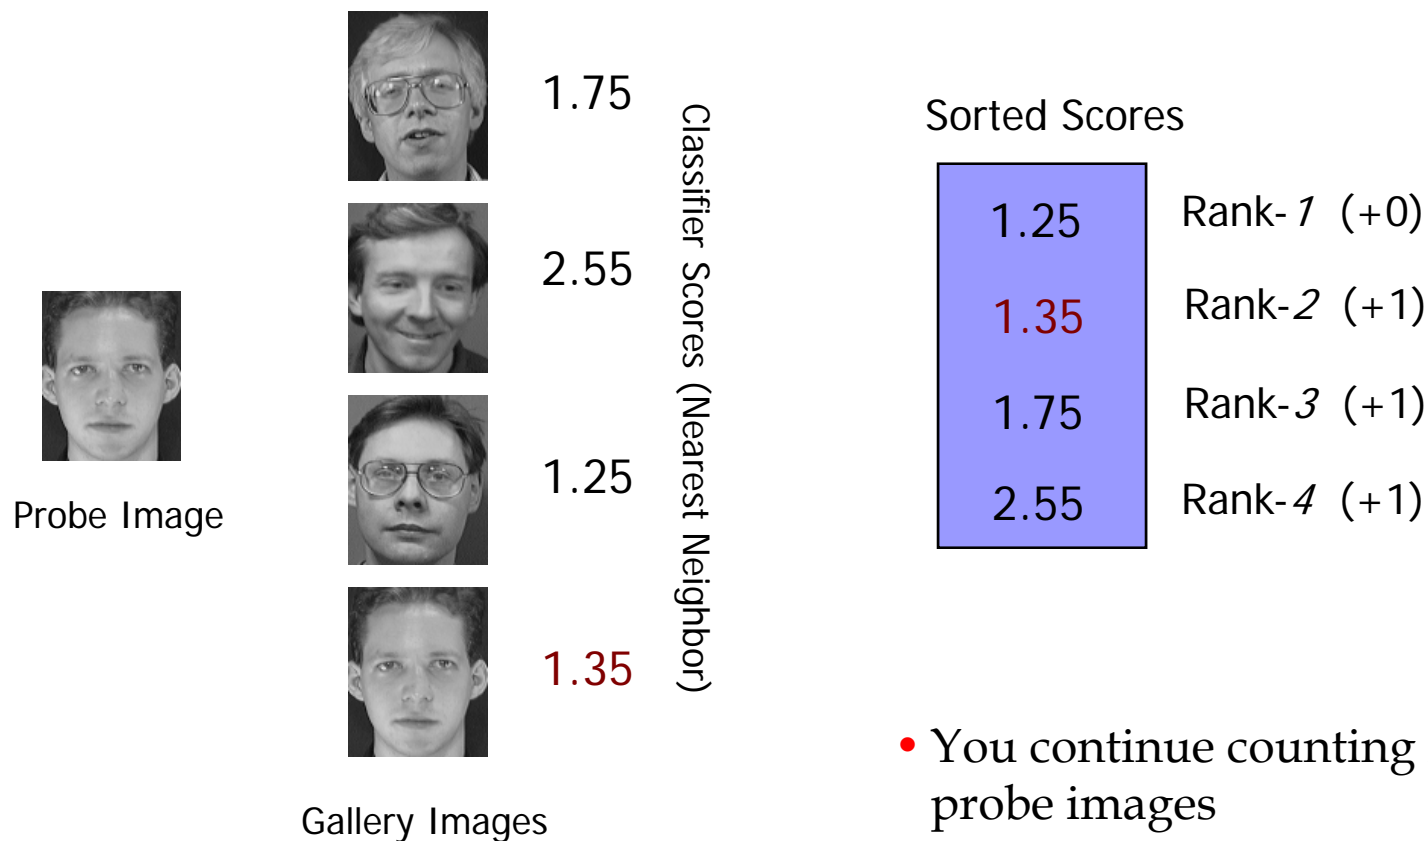 1.75
2.55
1.25
1.35
Probe Image
Gallery Images
Classifier Scores (Nearest Neighbor)
Sorted Scores
1.25 Rank-1 (+0)
1.35 Rank-2 (+1)
1.75 Rank-3 (+1)
2.55 Rank-4 (+1)
• You continue counting
probe images